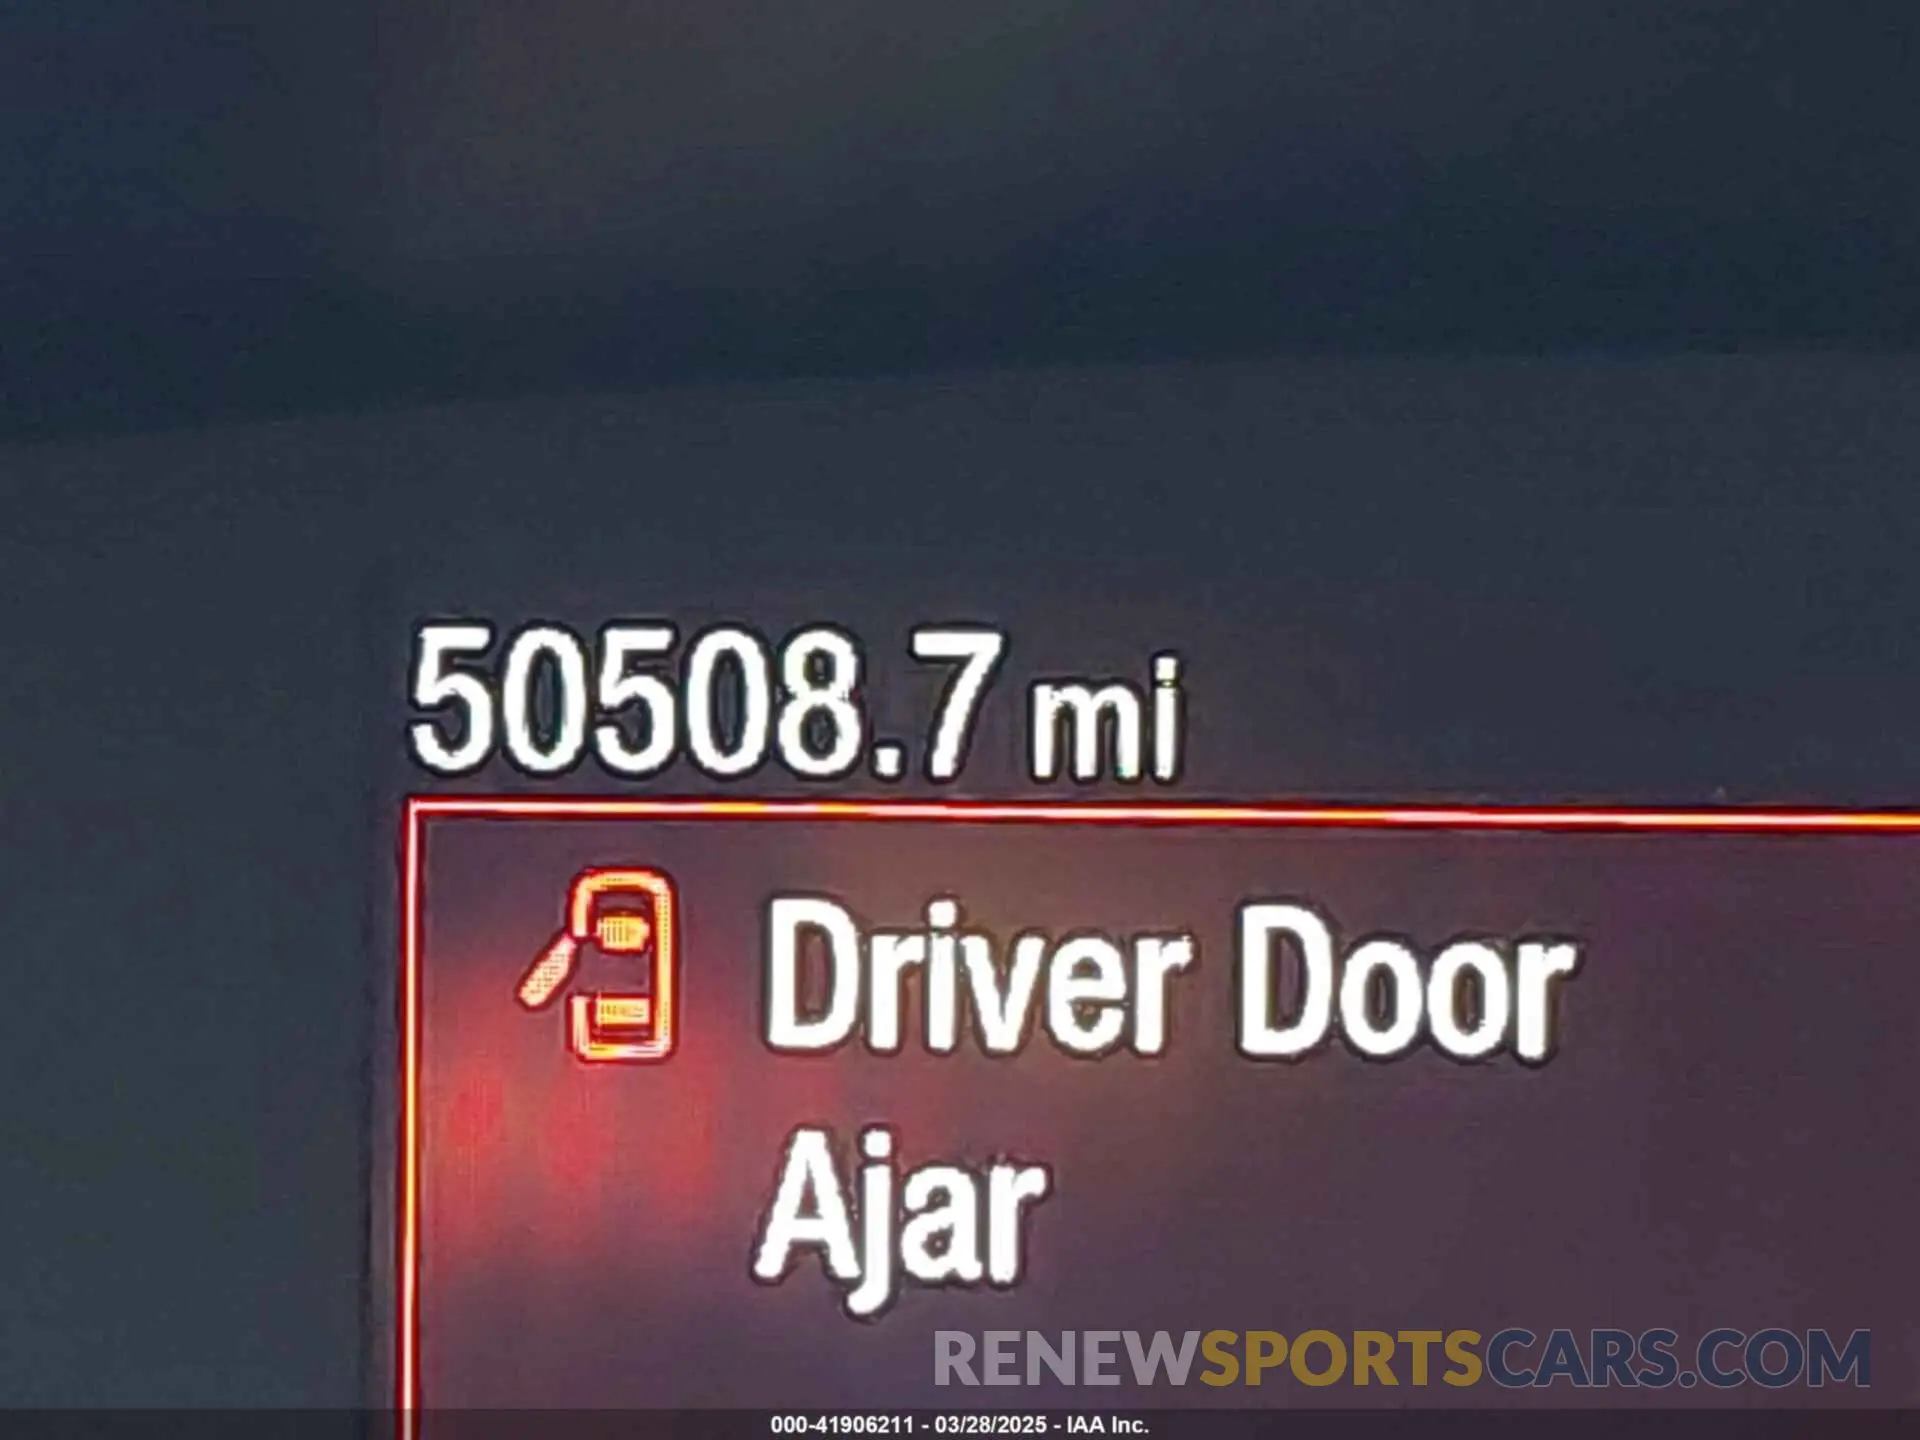 50508.7 mi
Driver Door
Ajar
RENEWSPORTSCARS.COM
000-41906211 - 03/28/2025 - IAA Inc.